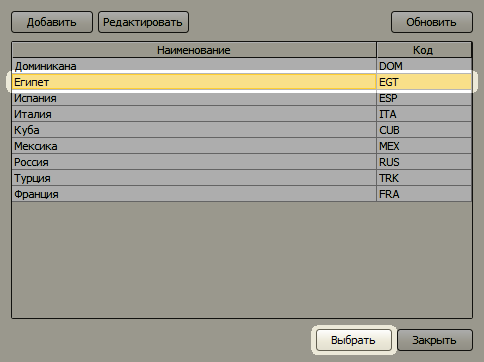 Добавить Редактировать Обновить
Наименование Код
Доминикана DOM
Египет EGT
Испания ESP
Италия ITA
Куба CUB
Мексика MEX
Россия RUS
Турция TRK
Франция FRA
Выбрать Закрыть